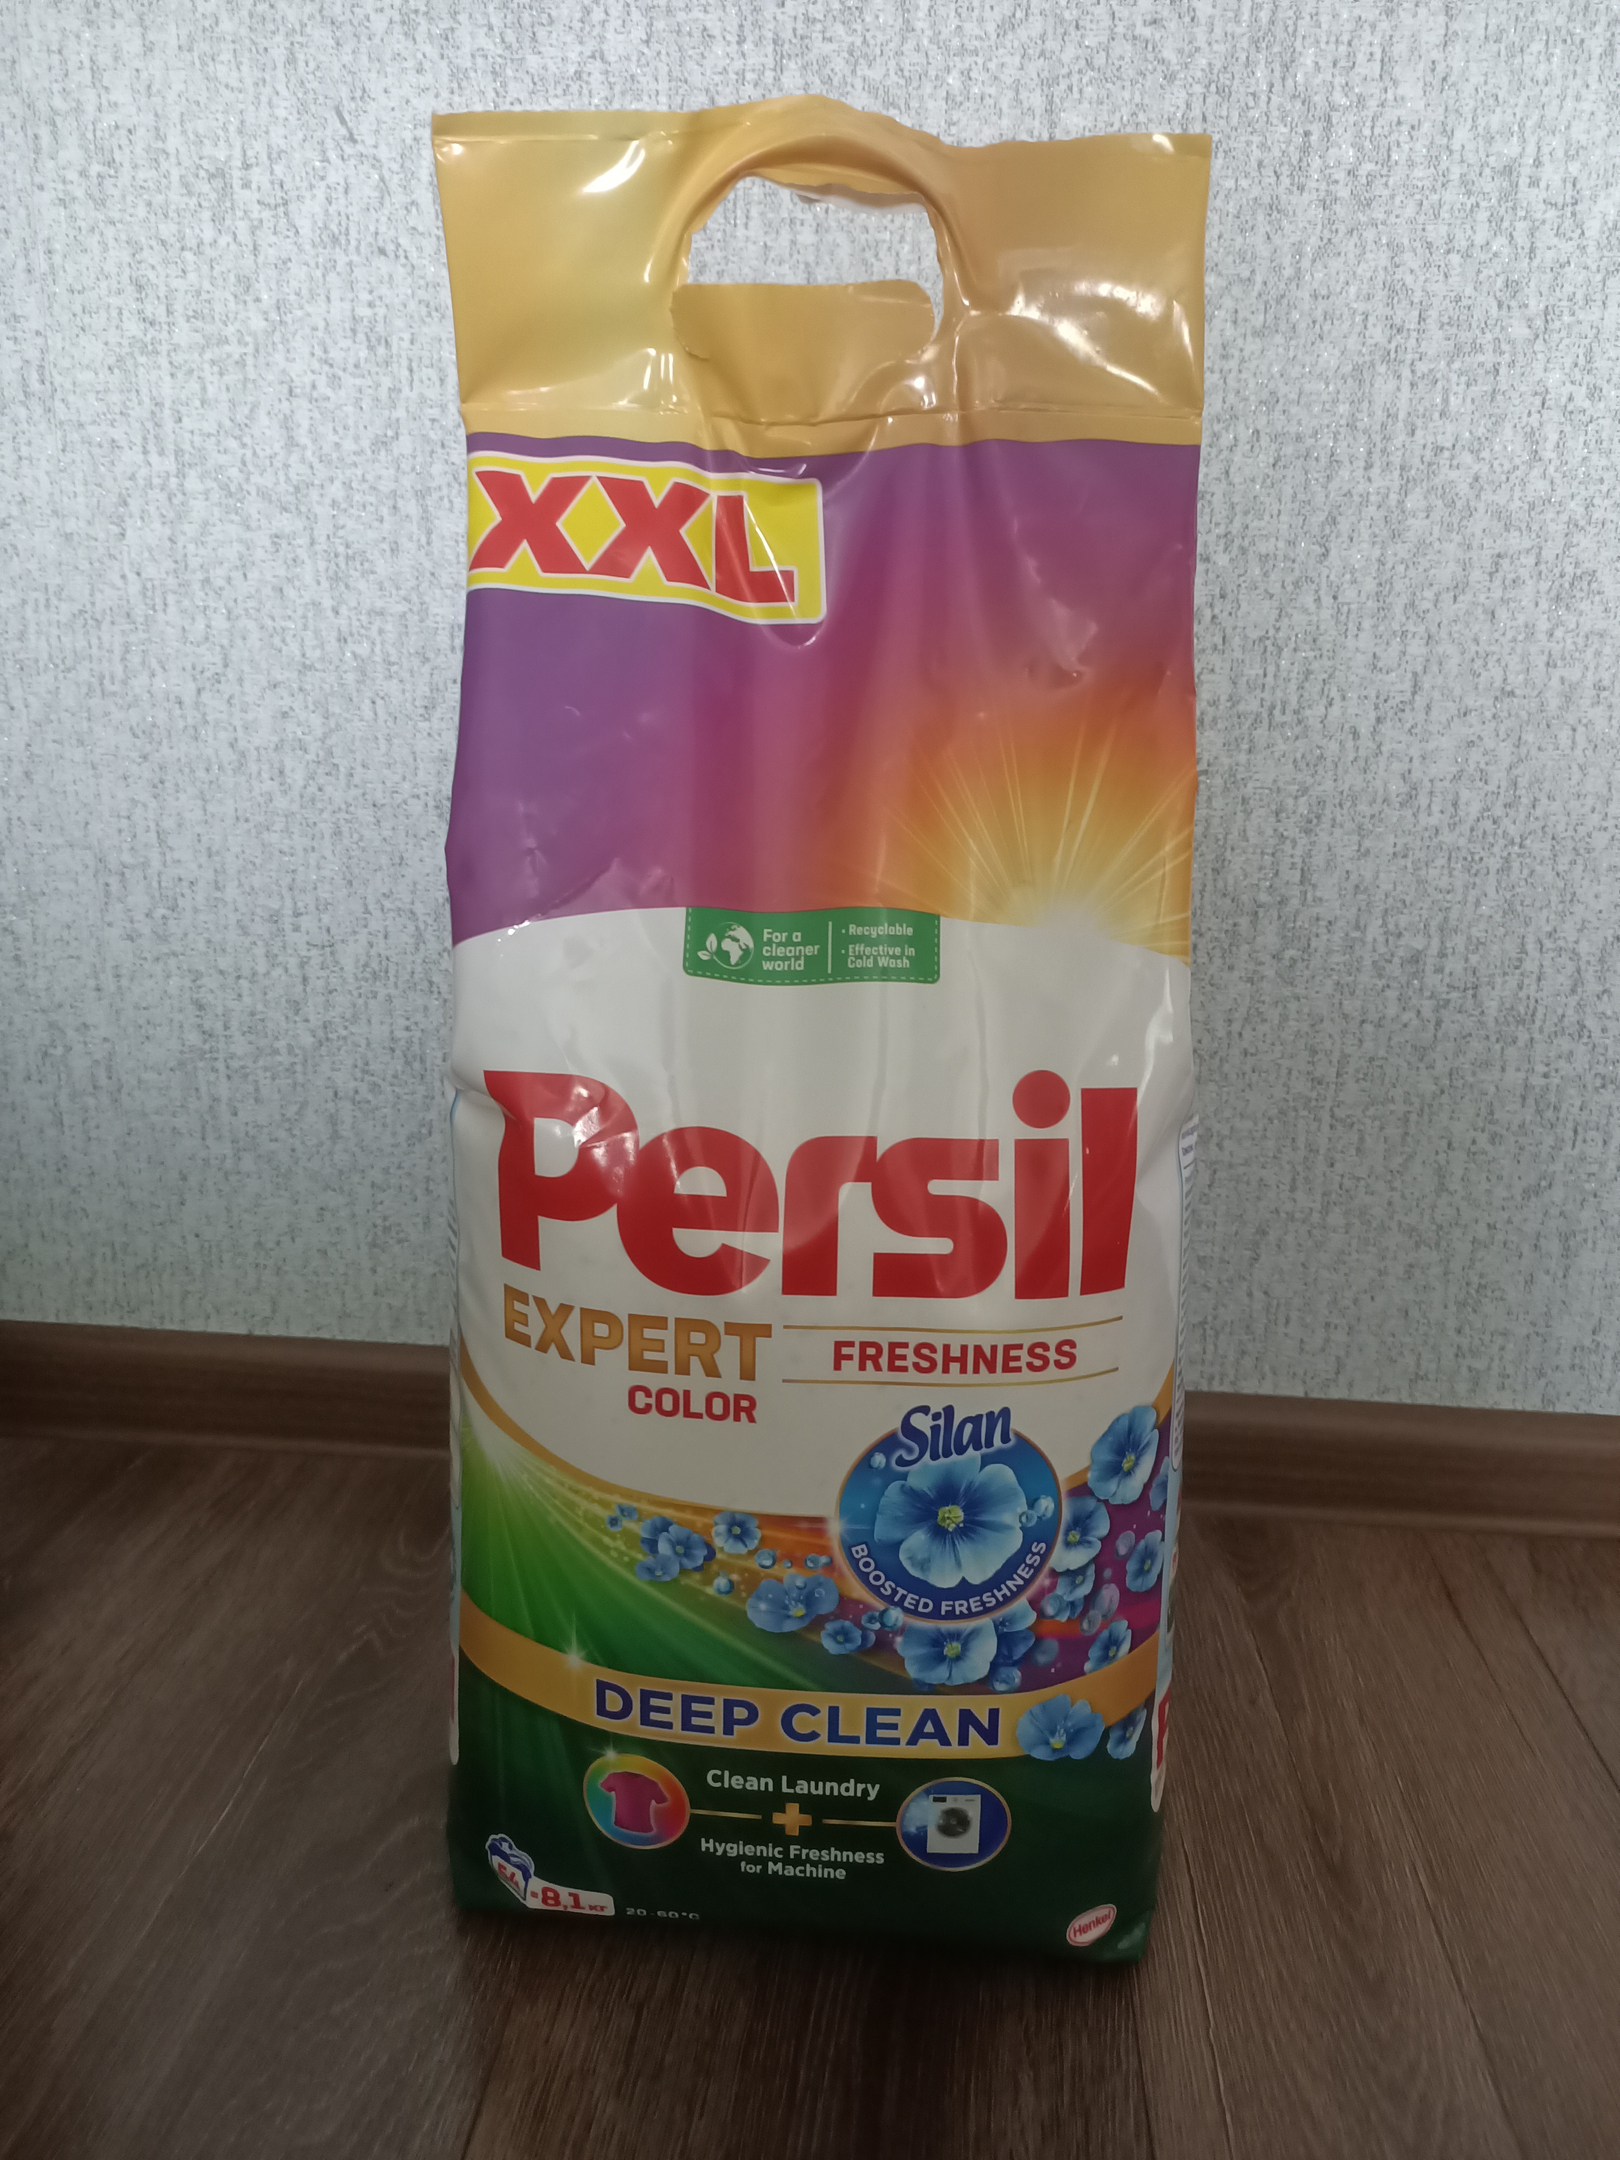 XXL
For a
cleaner
world
• Recyclable
• Effective in
Cold Wash
Persil
EXPERT
COLOR
FRESHNESS
Silan
BOOSTED FRESHNESS
DEEP CLEAN
Clean Laundry
+
Hygienic Freshness
for Machine
54
=8,1 кг
20-60°C
Henkel